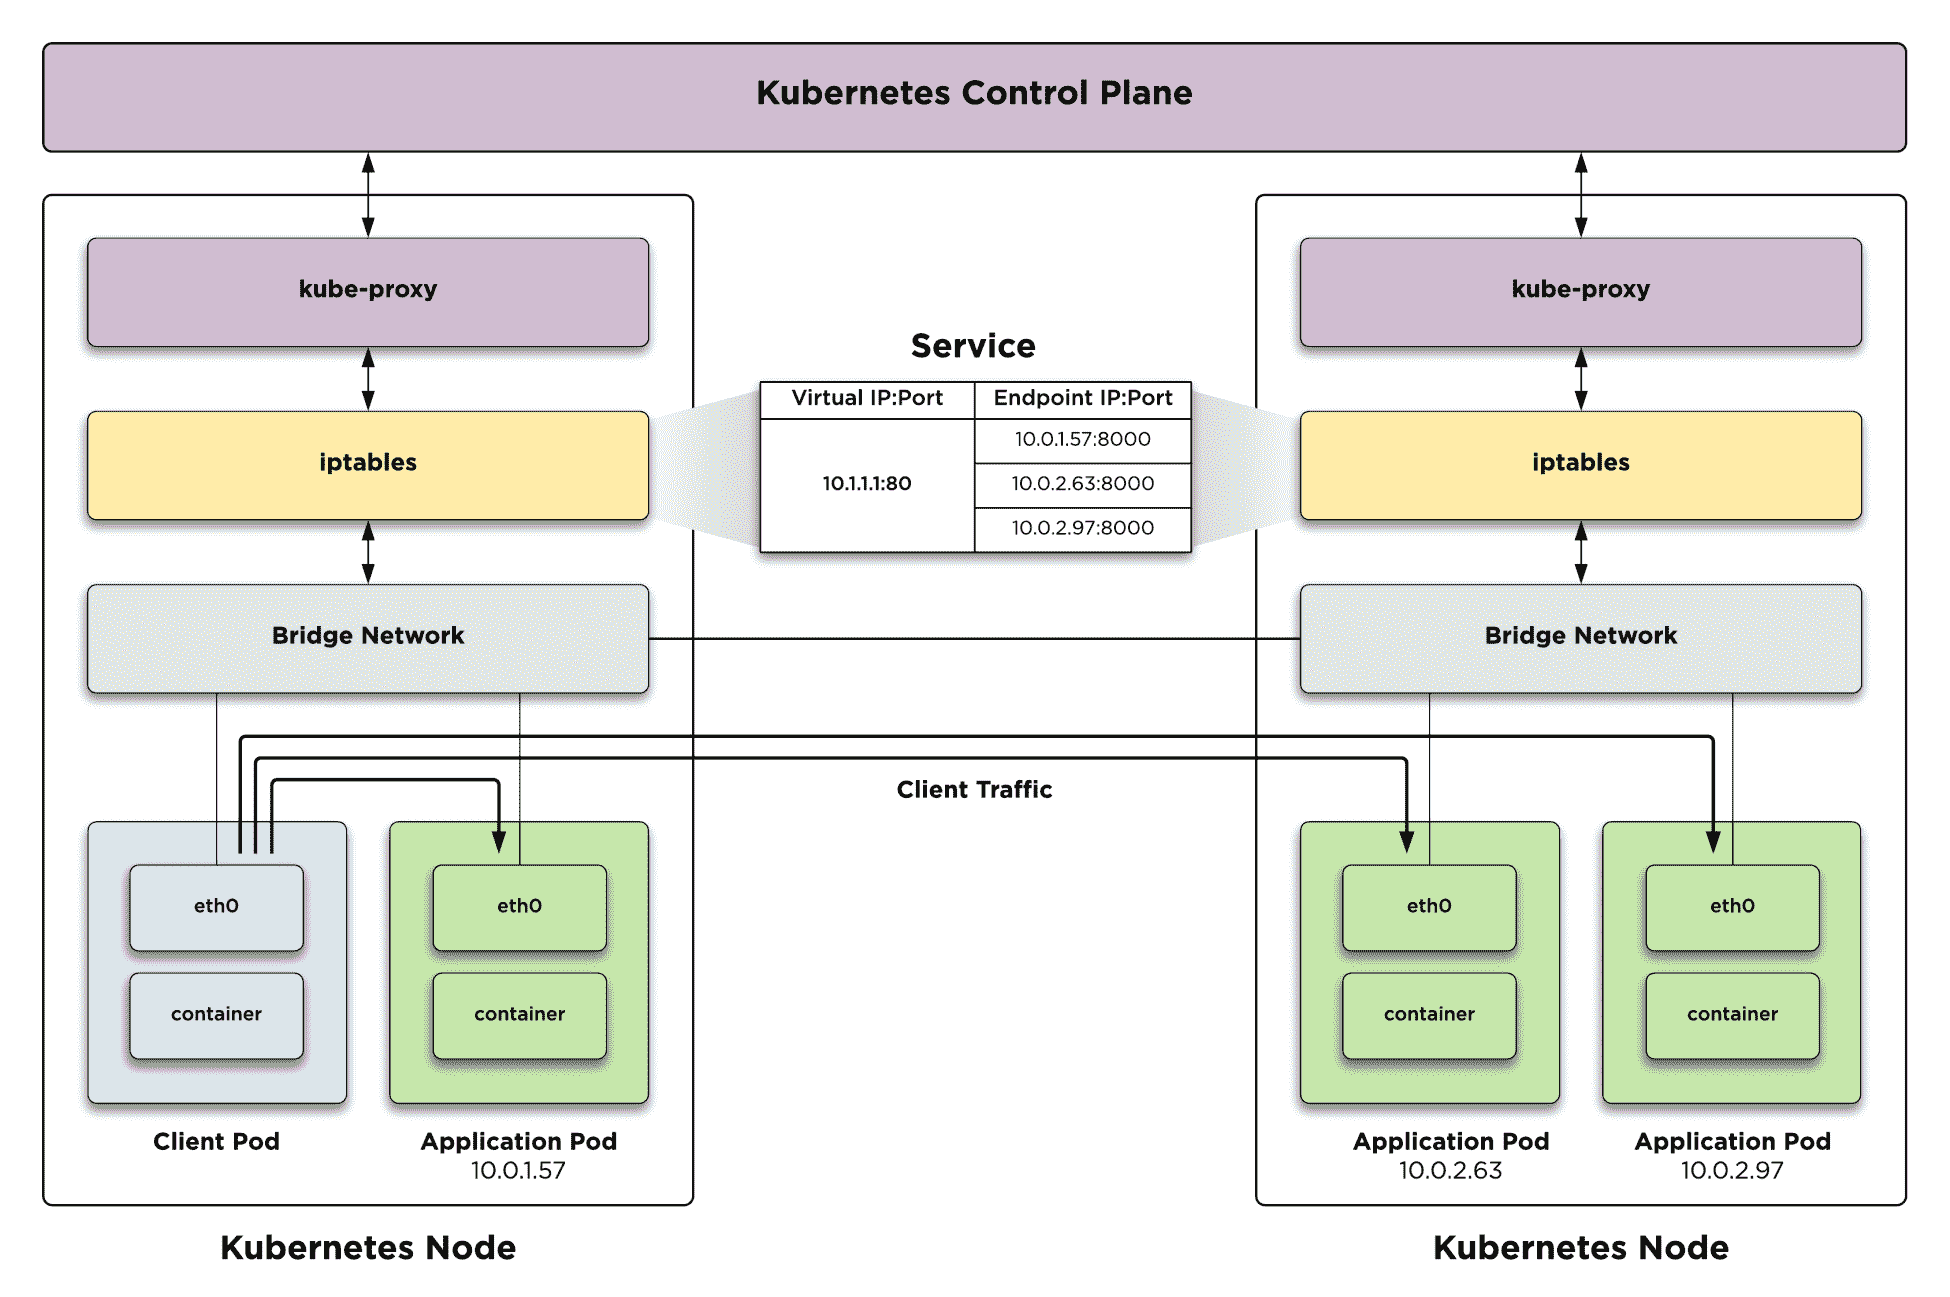 Kubernetes Control Plane
kube-proxy
kube-proxy
Service
Virtual IP:Port
Endpoint IP:Port
10.0.1.57:8000
iptables
10.1.1.1:80
10.0.2.63:8000
iptables
10.0.2.97:8000
Bridge Network
Bridge Network
Client Traffic
eth0
eth0
eth0
eth0
container
container
container
container
Client Pod
Application Pod
10.0.1.57
Application Pod
10.0.2.63
Application Pod
10.0.2.97
Kubernetes Node
Kubernetes Node